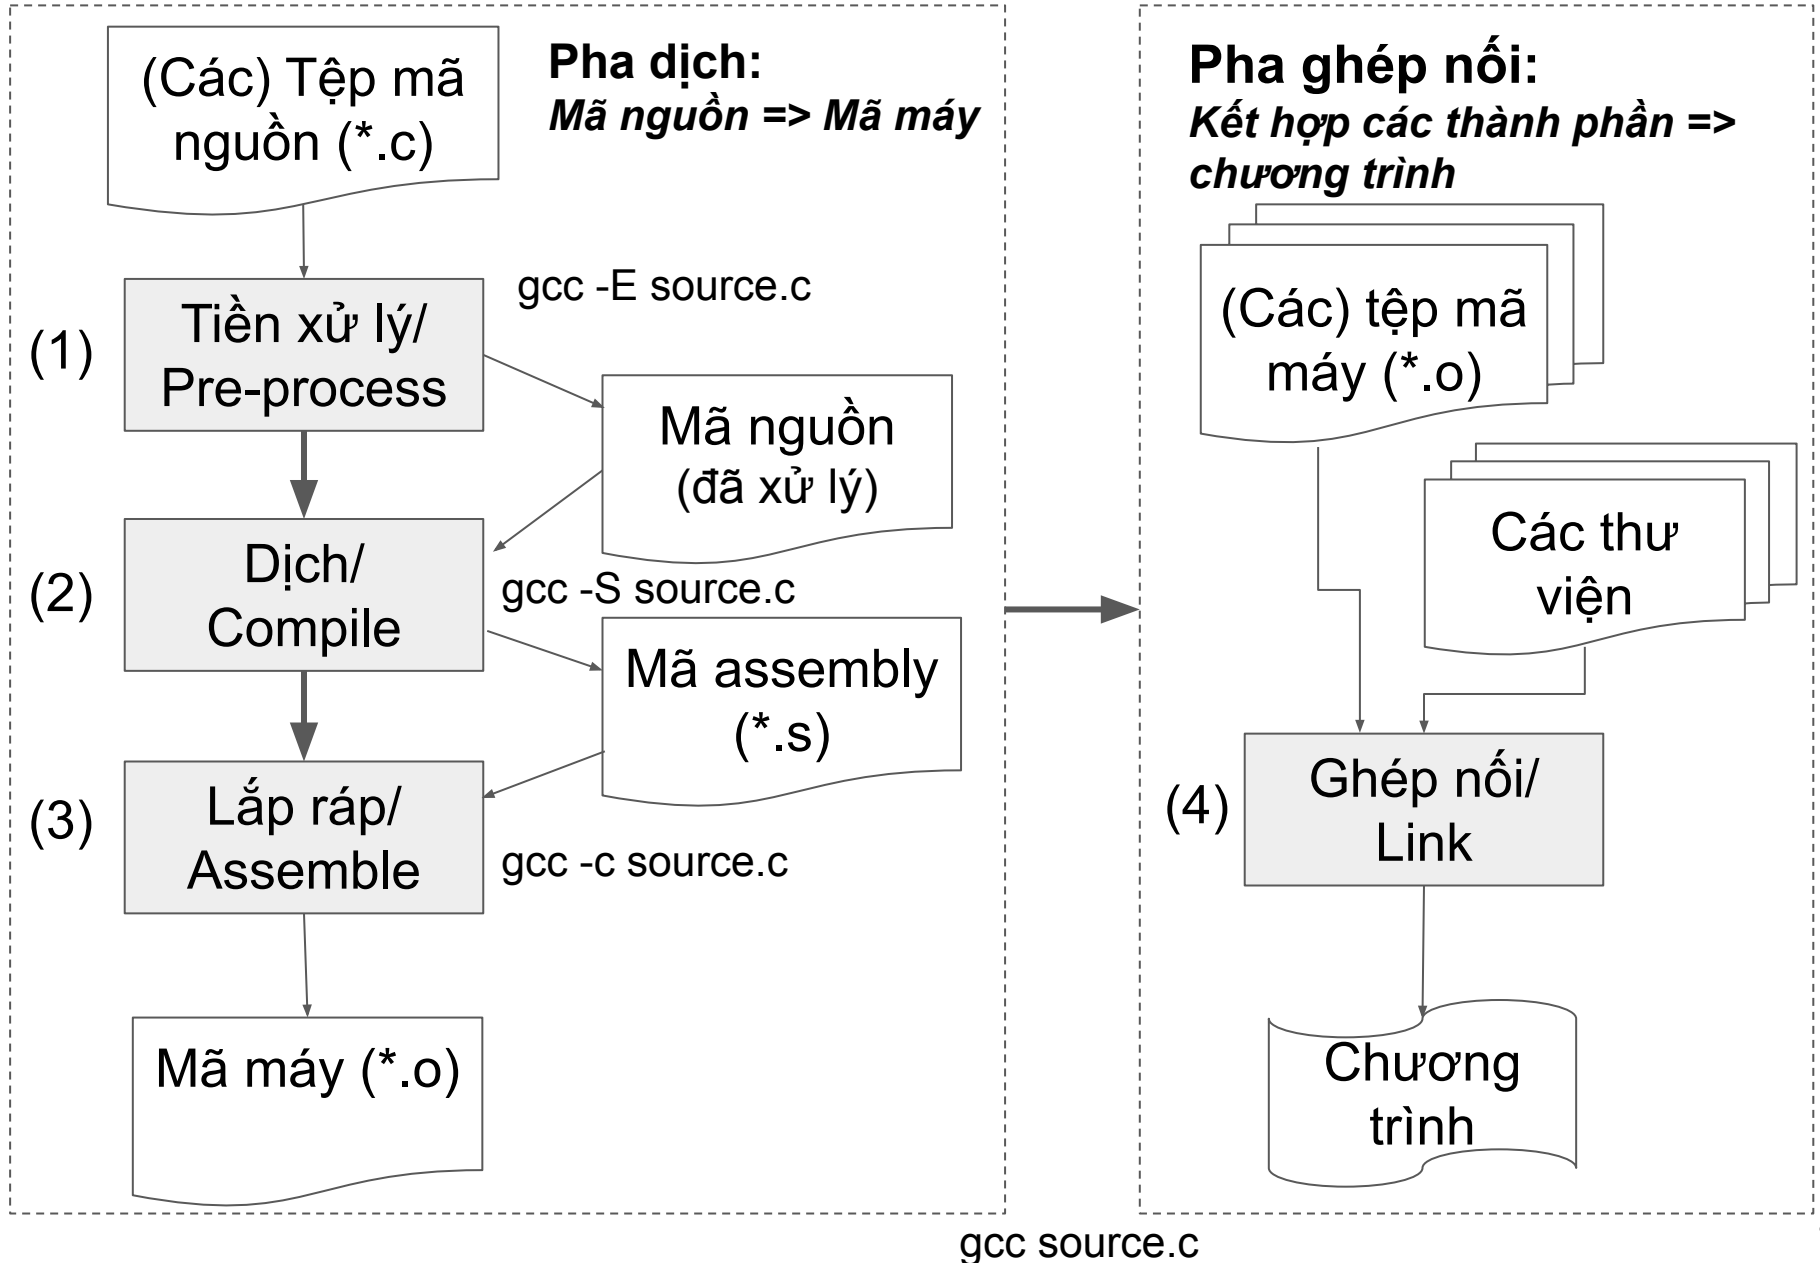 (Các) Tệp mã
nguồn (*.c)
Pha dịch:
Mã nguồn => Mã máy
gcc -E source.c
(1)
Tiền xử lý/
Pre-process
Mã nguồn
(đã xử lý)
(2)
Dịch/
Compile
gcc -S source.c
Mã assembly
(*.s)
(3)
Lắp ráp/
Assemble
gcc -c source.c
Mã máy (*.o)
Pha ghép nối:
Kết hợp các thành phần =>
chương trình
(Các) tệp mã
máy (*.o)
Các thư
viện
(4)
Ghép nối/
Link
Chương
trình
gcc source.c